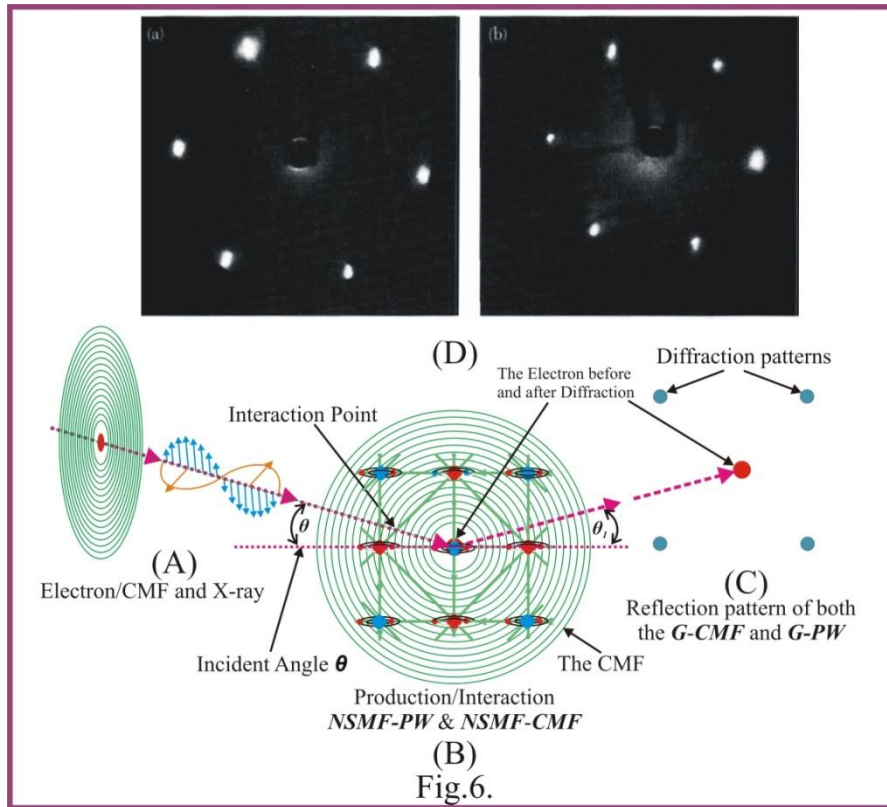 (a)
(b)
(D)
The Electron before
and after Diffraction
Diffraction patterns
Interaction Point
θ
θ₁
(A)
Electron/CMF and X-ray
(C)
Reflection pattern of both
the G-CMF and G-PW
Incident Angle θ
The CMF
Production/Interaction
NSMF-PW & NSMF-CMF
(B)
Fig.6.